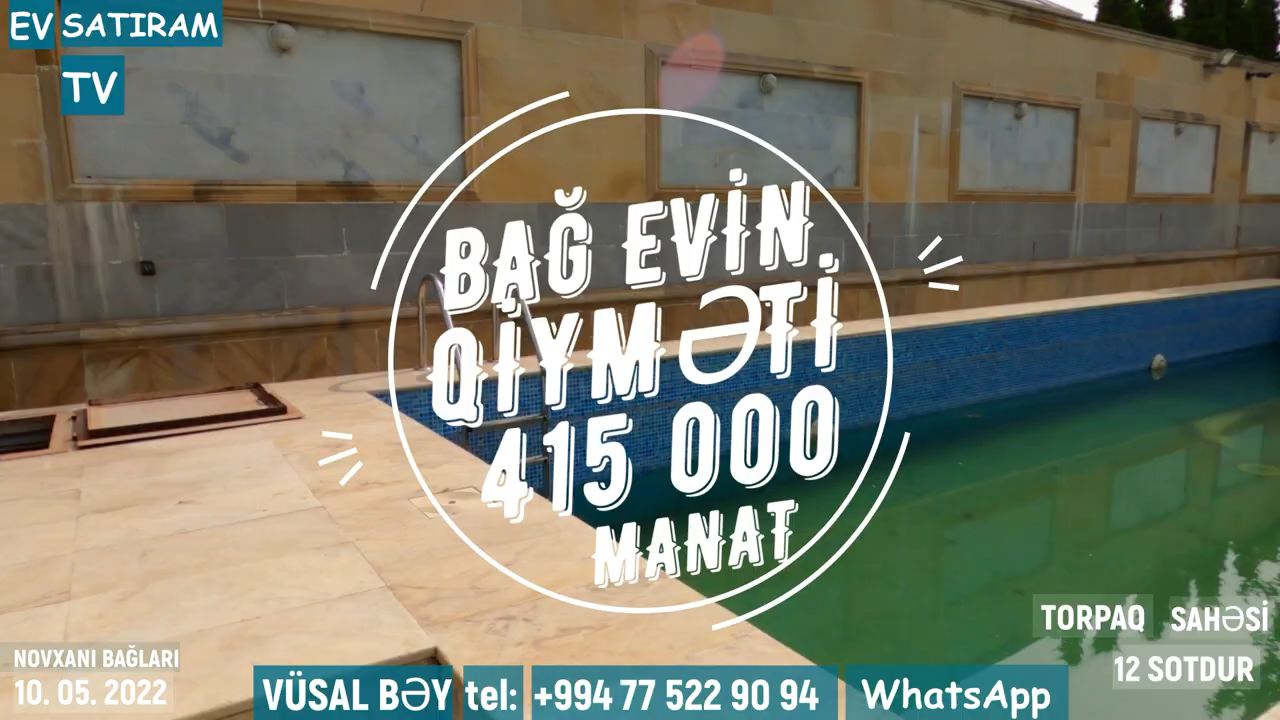 EV SATIRAM
TV
BAĞ EVİN
QİYMƏTİ
415 000
MANAT
TORPAQ SAHƏSİ
12 SOTDUR
NOVXANI BAĞLARI
10. 05. 2022
VÜSAL BƏY tel: +994 77 522 90 94 WhatsApp